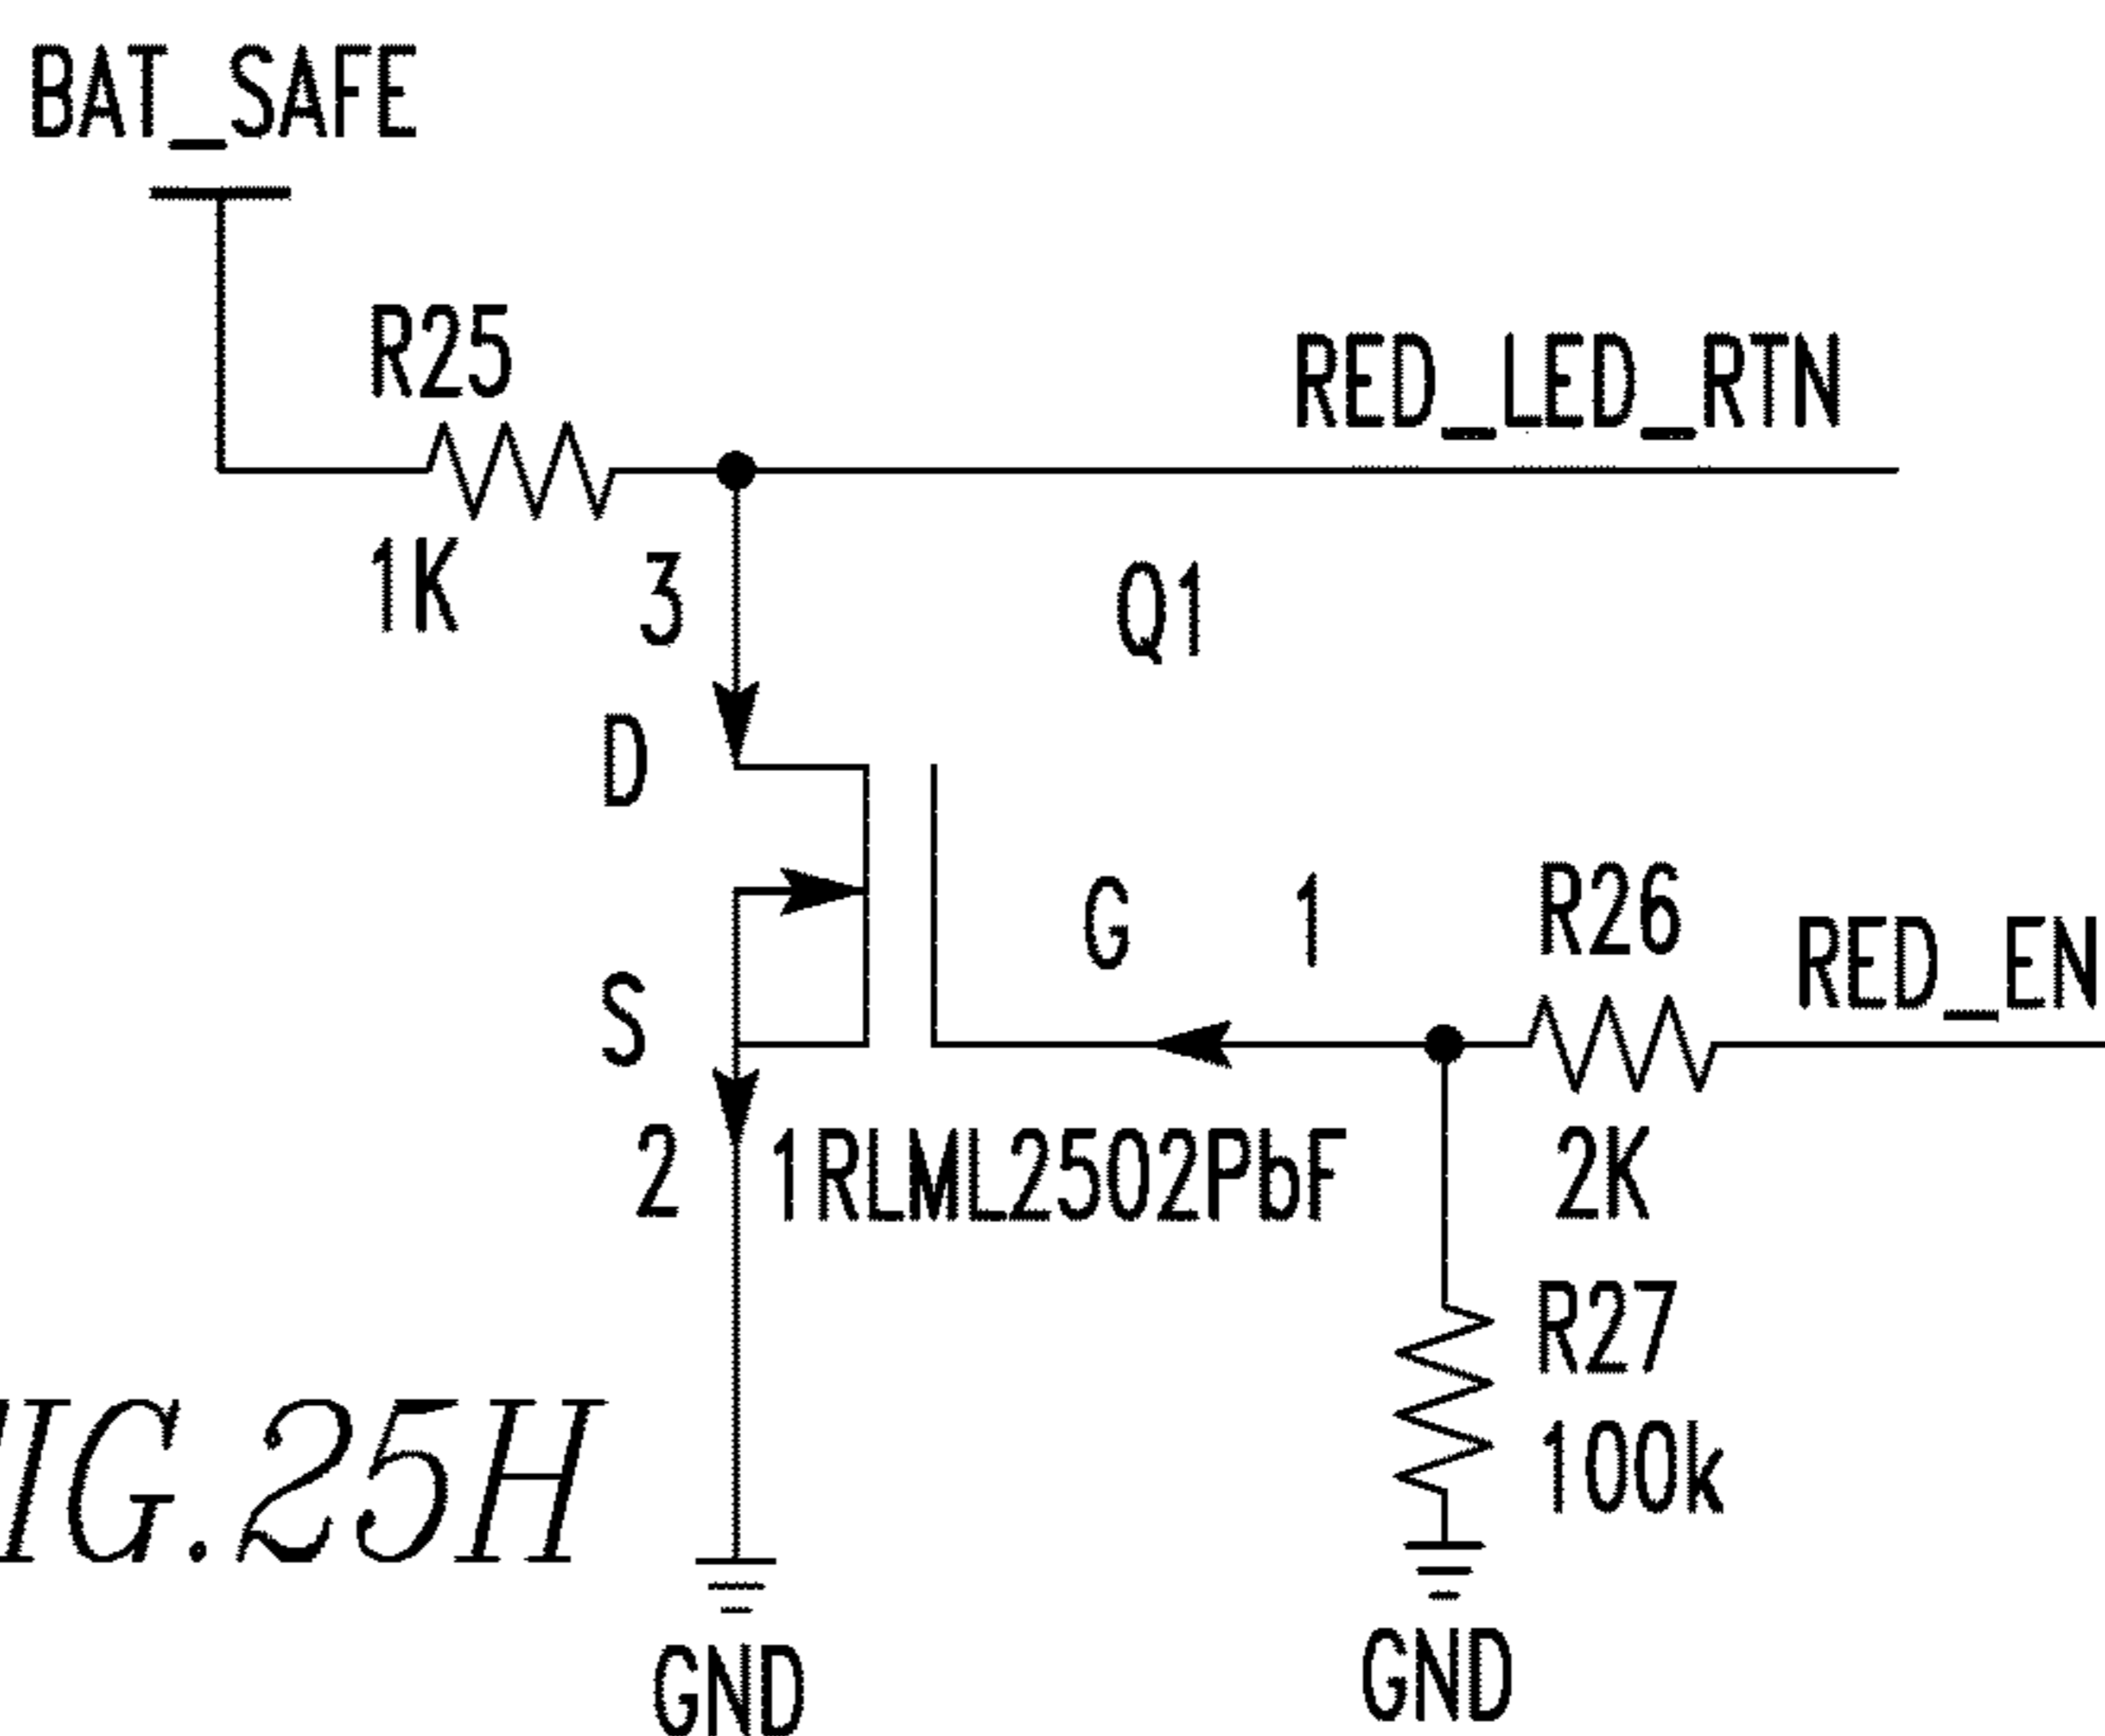 BAT_SAFE
R25
1K
RED_LED_RTN
3
Q1
D
G
1
R26
RED_EN
S
2
1RLML2502PbF
2K
R27
100k
IG.25H
GND
GND